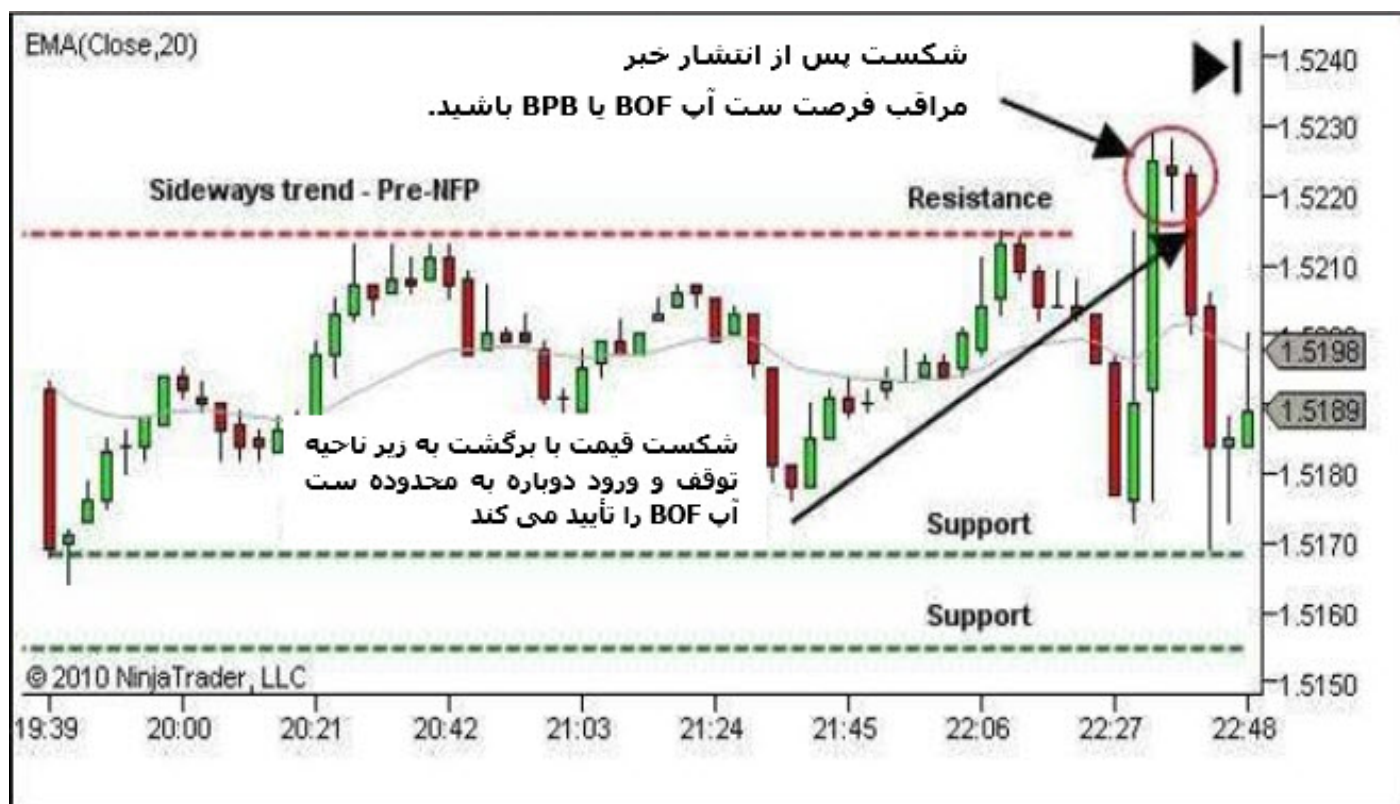 EMA(Close,20)
شکست پس از انتشار خبر
مراقب فرصت ست آپ BOF یا BPB باشید.
Sideways trend - Pre-NFP
Resistance
شکست قیمت با برگشت به زیر ناحیه
توقف و ورود دوباره به محدوده ست
آپ BOF را تأیید می کند
Support
Support
© 2010 NinjaTrader, LLC
1.5240
1.5230
1.5220
1.5210
1.5198
1.5189
1.5180
1.5170
1.5160
1.5150
19:39 20:00 20:21 20:42 21:03 21:24 21:45 22:06 22:27 22:48